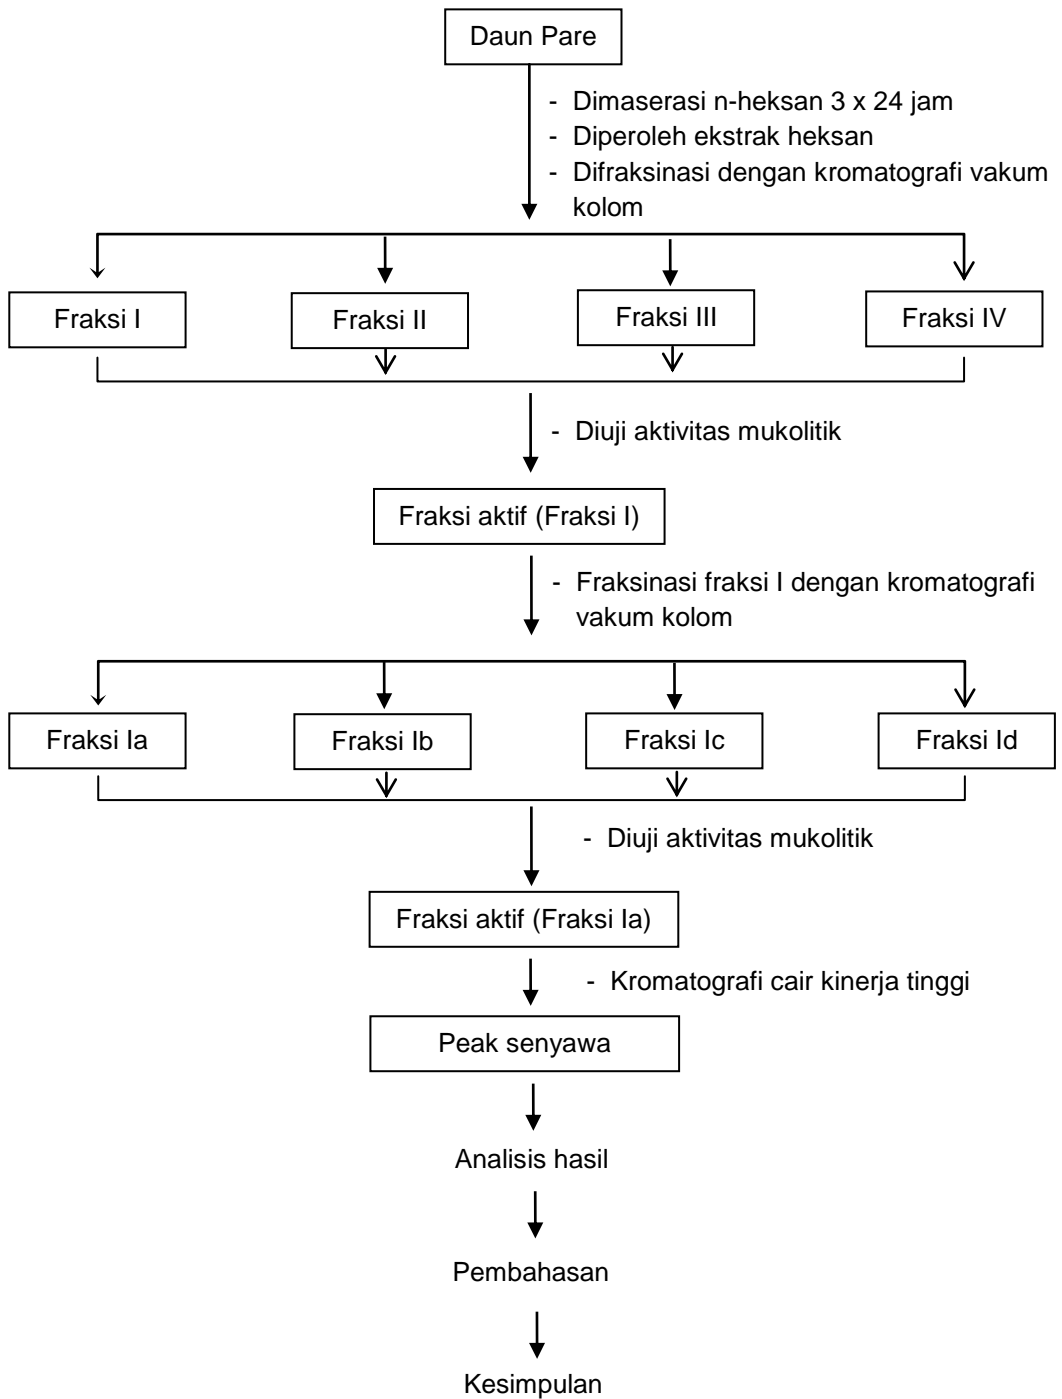 Daun Pare
- Dimaserasi n-heksan 3 x 24 jam
- Diperoleh ekstrak heksan
- Difraksinasi dengan kromatografi vakum
kolom
Fraksi I
Fraksi II
Fraksi III
Fraksi IV
- Diuji aktivitas mukolitik
Fraksi aktif (Fraksi I)
- Fraksinasi fraksi I dengan kromatografi
vakum kolom
Fraksi Ia
Fraksi Ib
Fraksi Ic
Fraksi Id
- Diuji aktivitas mukolitik
Fraksi aktif (Fraksi Ia)
- Kromatografi cair kinerja tinggi
Peak senyawa
Analisis hasil
Pembahasan
Kesimpulan